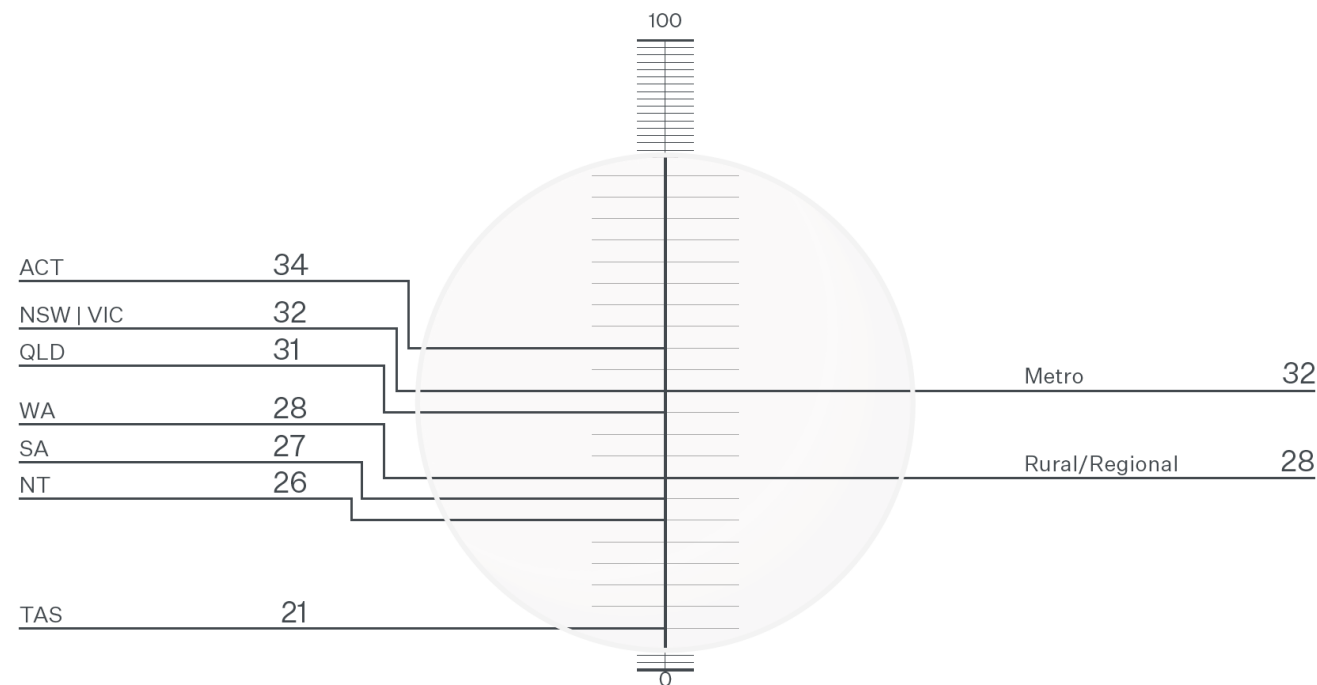 100
ACT 34
NSW | VIC 32
QLD 31
Metro 32
WA 28
SA 27
Rural/Regional 28
NT 26
TAS 21
0